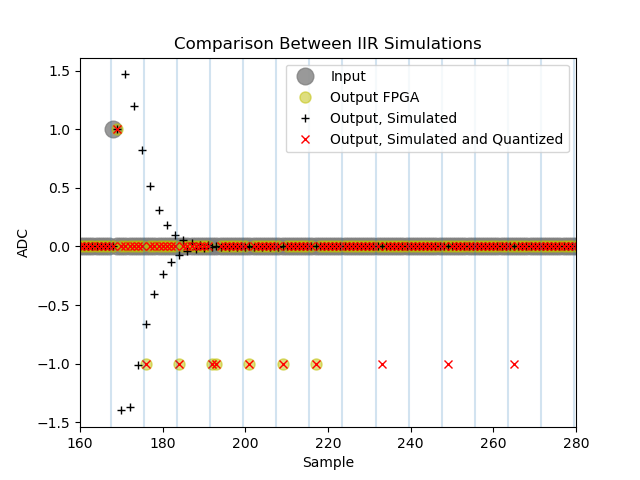 Comparison Between IIR Simulations
Input
Output FPGA
Output, Simulated
Output, Simulated and Quantized
1.5
1.0
0.5
0.0
−0.5
−1.0
−1.5
ADC
160 180 200 220 240 260 280
Sample